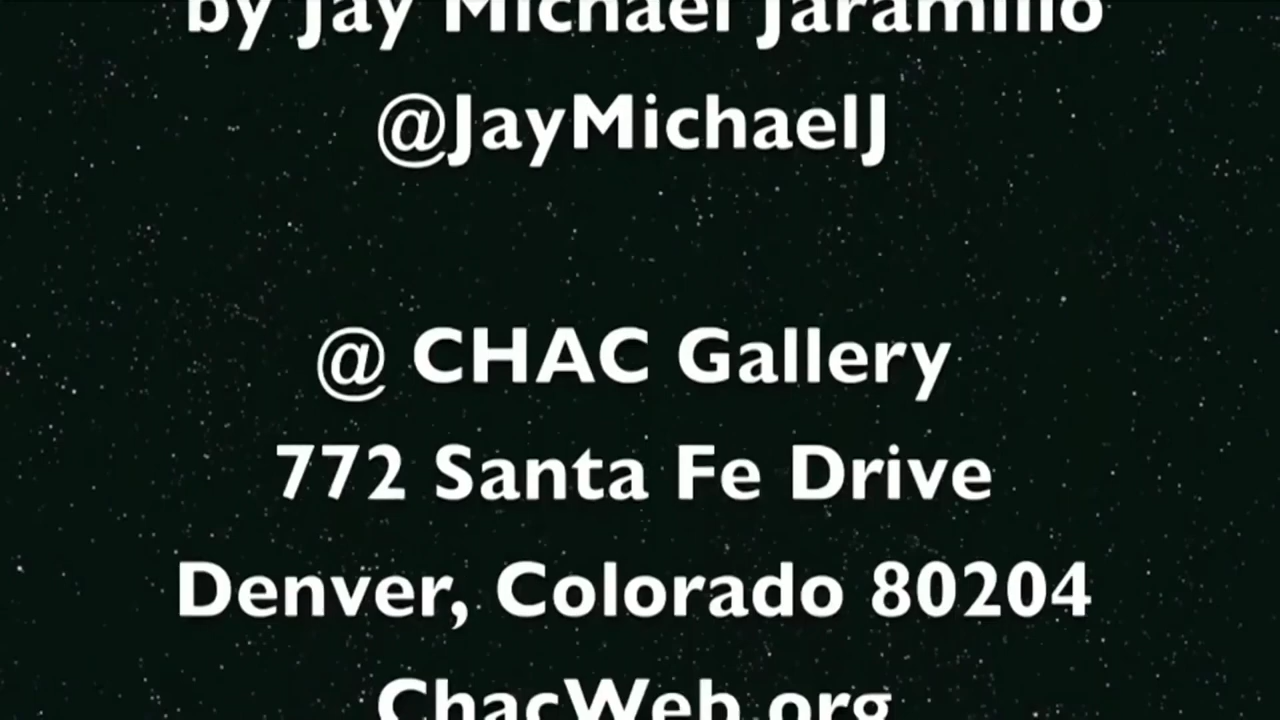 by Jay Michael Jaramillo
@JayMichaelJ
@ CHAC Gallery
772 Santa Fe Drive
Denver, Colorado 80204
ChacWeb.org